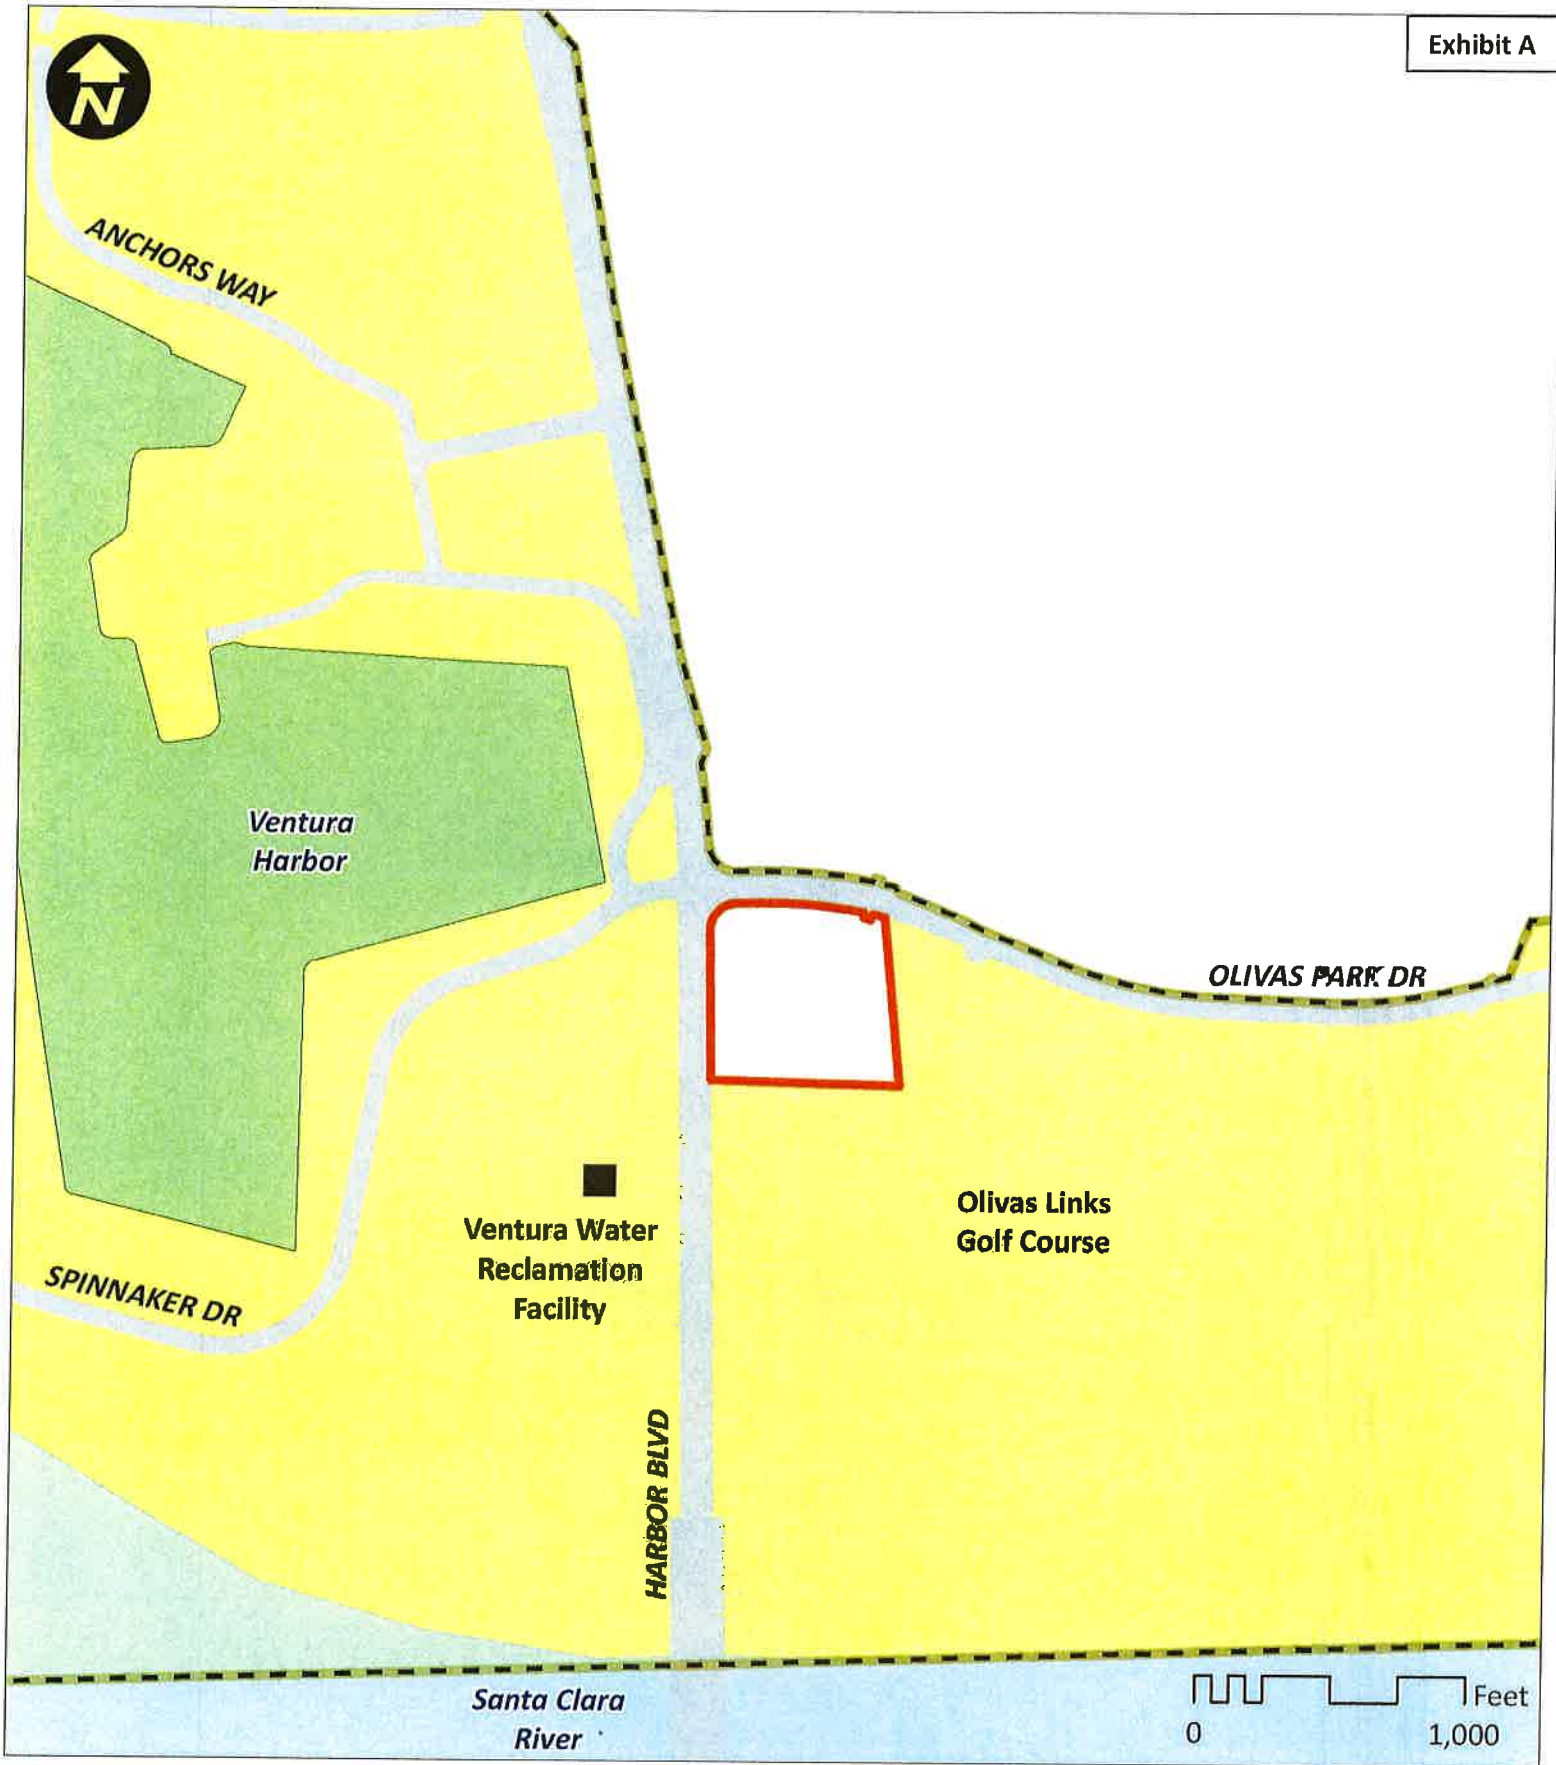 Exhibit A
N
ANCHORS WAY
Ventura
Harbor
OLIVAS PARK DR
Ventura Water
Reclamation
Facility
Olivas Links
Golf Course
SPINNAKER DR
HARBOR BLVD
Santa Clara
River
Feet
0 1,000